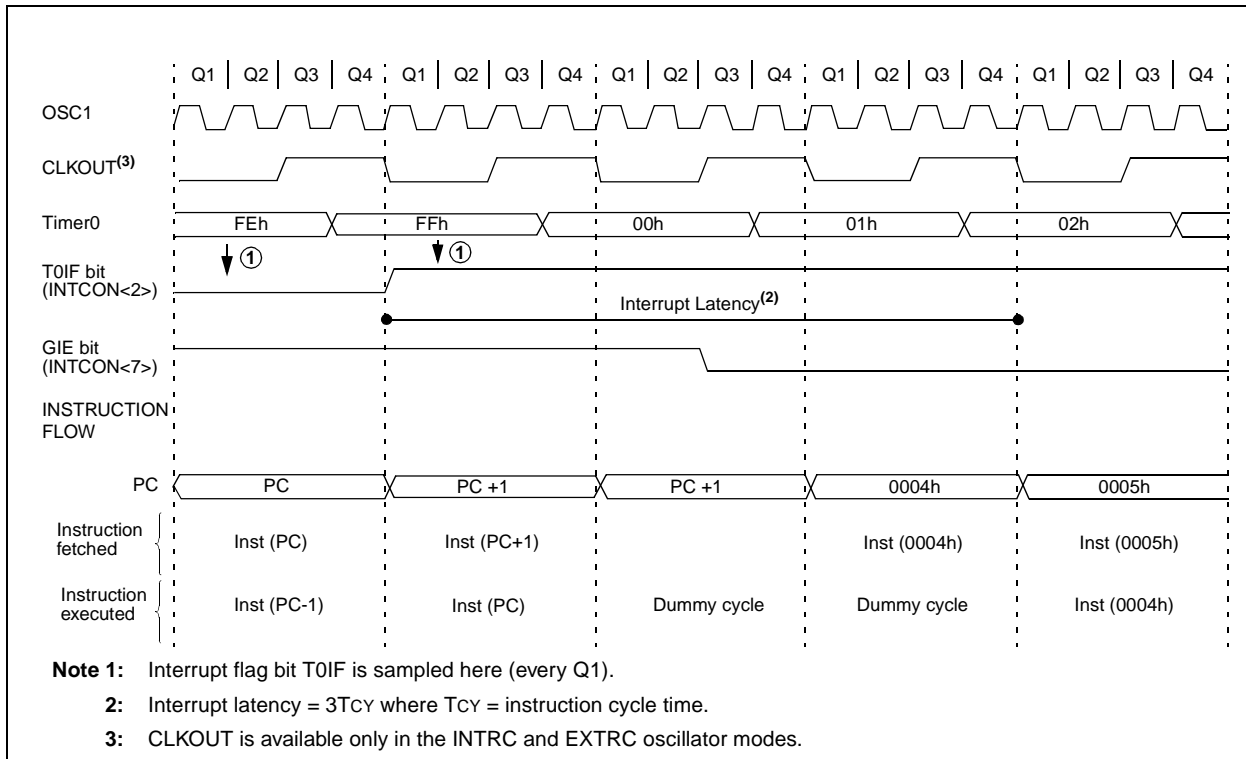 Q1 Q2 Q3 Q4 Q1 Q2 Q3 Q4 Q1 Q2 Q3 Q4 Q1 Q2 Q3 Q4 Q1 Q2 Q3 Q4
OSC1
CLKOUT(3)
Timer0 FEh FFh 00h 01h 02h
1 1
T0IF bit
(INTCON<2>)
Interrupt Latency(2)
GIE bit
(INTCON<7>)
INSTRUCTION
FLOW
PC PC PC +1 PC +1 0004h 0005h
Instruction
fetched
Inst (PC) Inst (PC+1) Inst (0004h) Inst (0005h)
Instruction
executed
Inst (PC-1) Inst (PC) Dummy cycle Dummy cycle Inst (0004h)
Note 1: Interrupt flag bit T0IF is sampled here (every Q1).
2: Interrupt latency = 3TCY where TCY = instruction cycle time.
3: CLKOUT is available only in the INTRC and EXTRC oscillator modes.